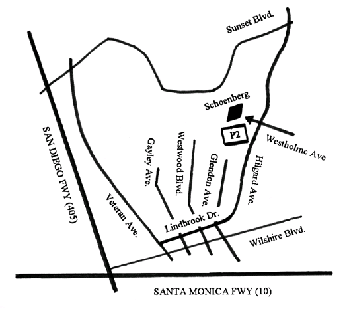 Sunset Blvd.
Schoenberg
P2
Westholme Ave
SAN DIEGO FWY (405)
Gayley Ave.
Westwood Blvd.
Glendon Ave.
Hilgard Ave.
Veteran Ave.
Lindbrook Dr.
Wilshire Blvd.
SANTA MONICA FWY (10)